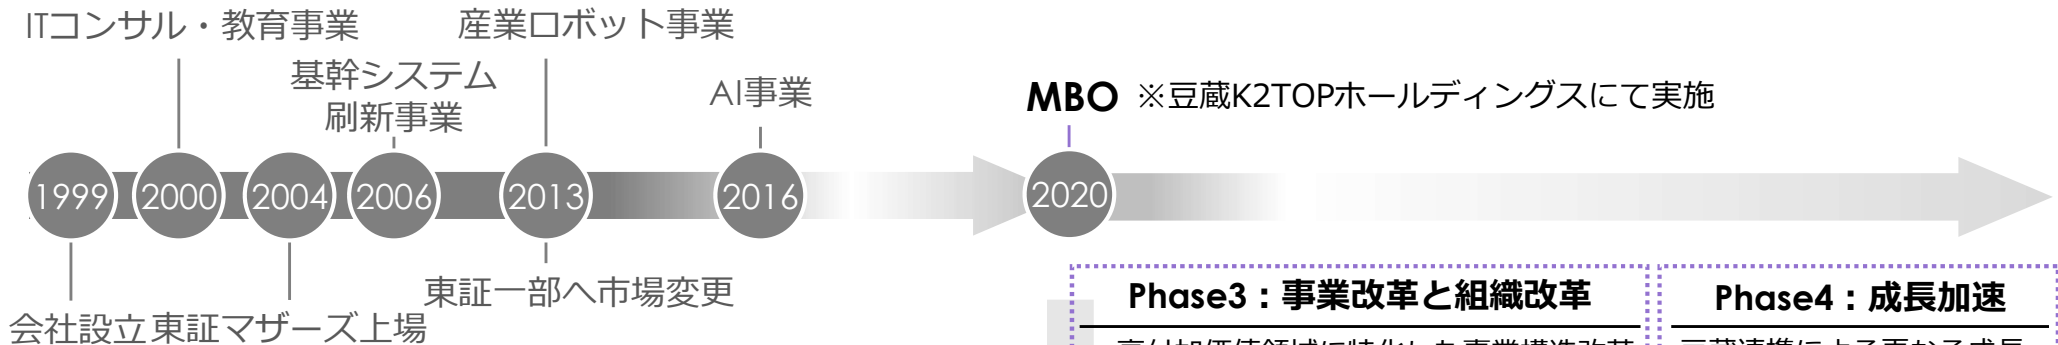 ITコンサル・教育事業
産業ロボット事業
基幹システム
刷新事業
AI事業
MBO ※豆蔵K2TOPホールディングスにて実施
1999 2000 2004 2006 2013 2016 2020
東証一部へ市場変更
会社設立 東証マザーズ上場
Phase3：事業改革と組織改革
Phase4：成長加速